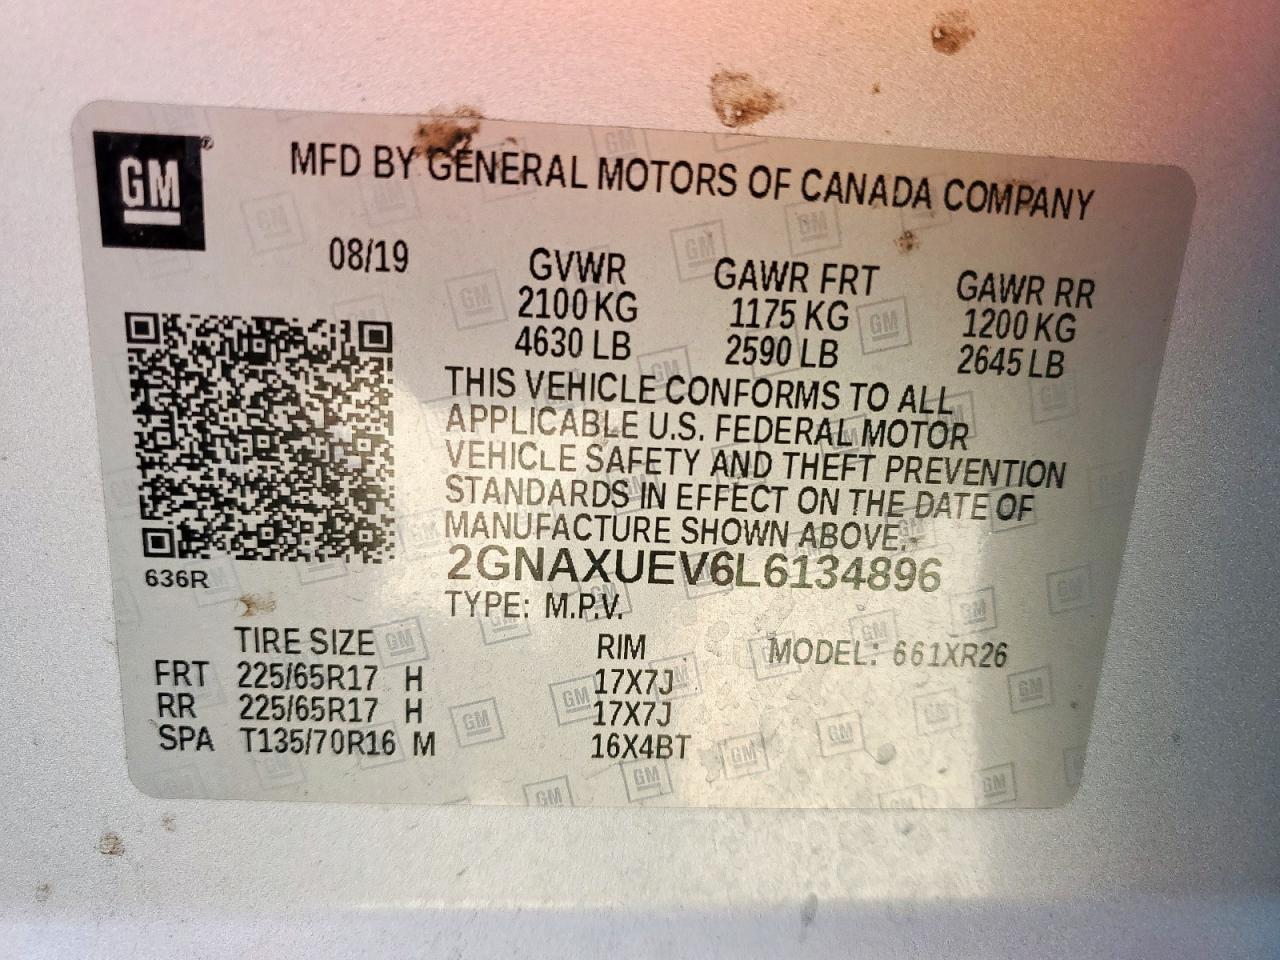 GM®
MFD BY GENERAL MOTORS OF CANADA COMPANY
08/19
GVWR GAWR FRT GAWR RR
2100 KG 1175 KG 1200 KG
4630 LB 2590 LB 2645 LB
THIS VEHICLE CONFORMS TO ALL
APPLICABLE U.S. FEDERAL MOTOR
VEHICLE SAFETY AND THEFT PREVENTION
STANDARDS IN EFFECT ON THE DATE OF
MANUFACTURE SHOWN ABOVE.
2GNAXUEV6L6134896
636R
TYPE: M.P.V.
TIRE SIZE RIM MODEL: 661XR26
FRT 225/65R17 H 17X7J
RR 225/65R17 H 17X7J
SPA T135/70R16 M 16X4BT